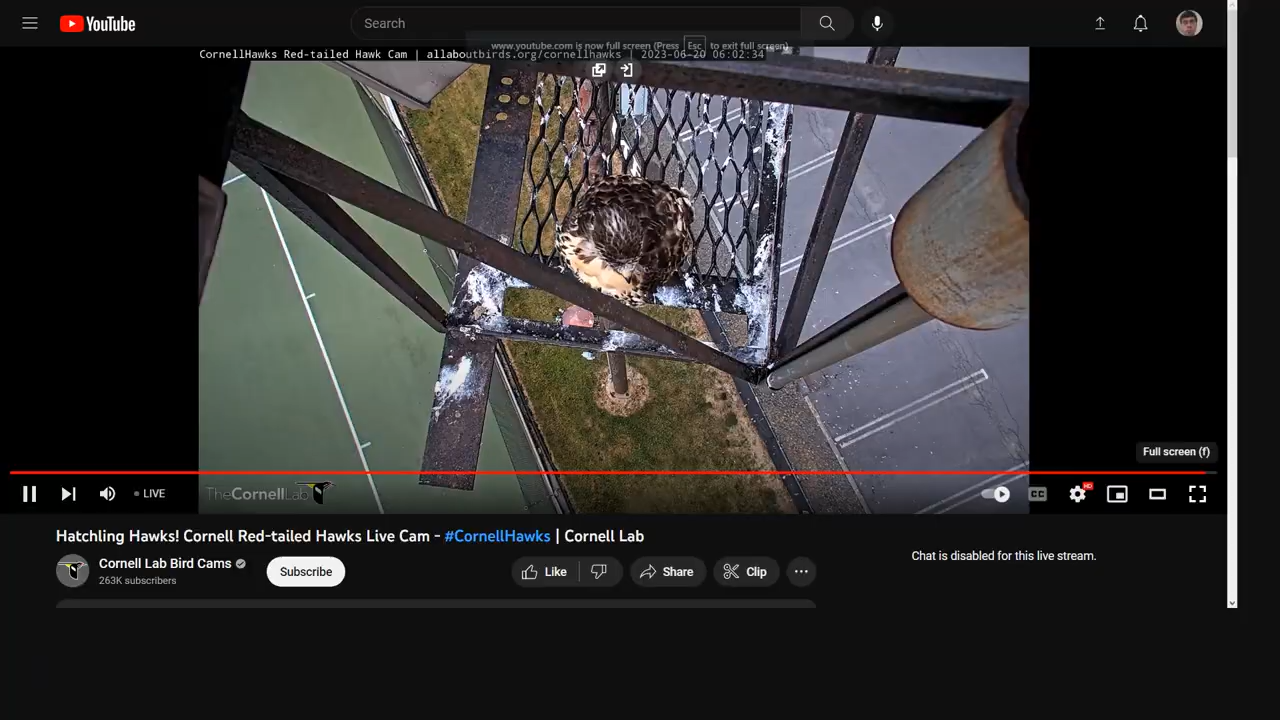 YouTube
Search
www.youtube.com is now full screen (Press Esc to exit full screen)
CornellHawks Red-tailed Hawk Cam | allaboutbirds.org/cornellhawks | 2023-06-20 06:02:34
Full screen (f)
LIVE
TheCornellLab
CC
HD
Hatchling Hawks! Cornell Red-tailed Hawks Live Cam - #CornellHawks | Cornell Lab
Cornell Lab Bird Cams
263K subscribers
Subscribe
Like
Share
Clip
Chat is disabled for this live stream.